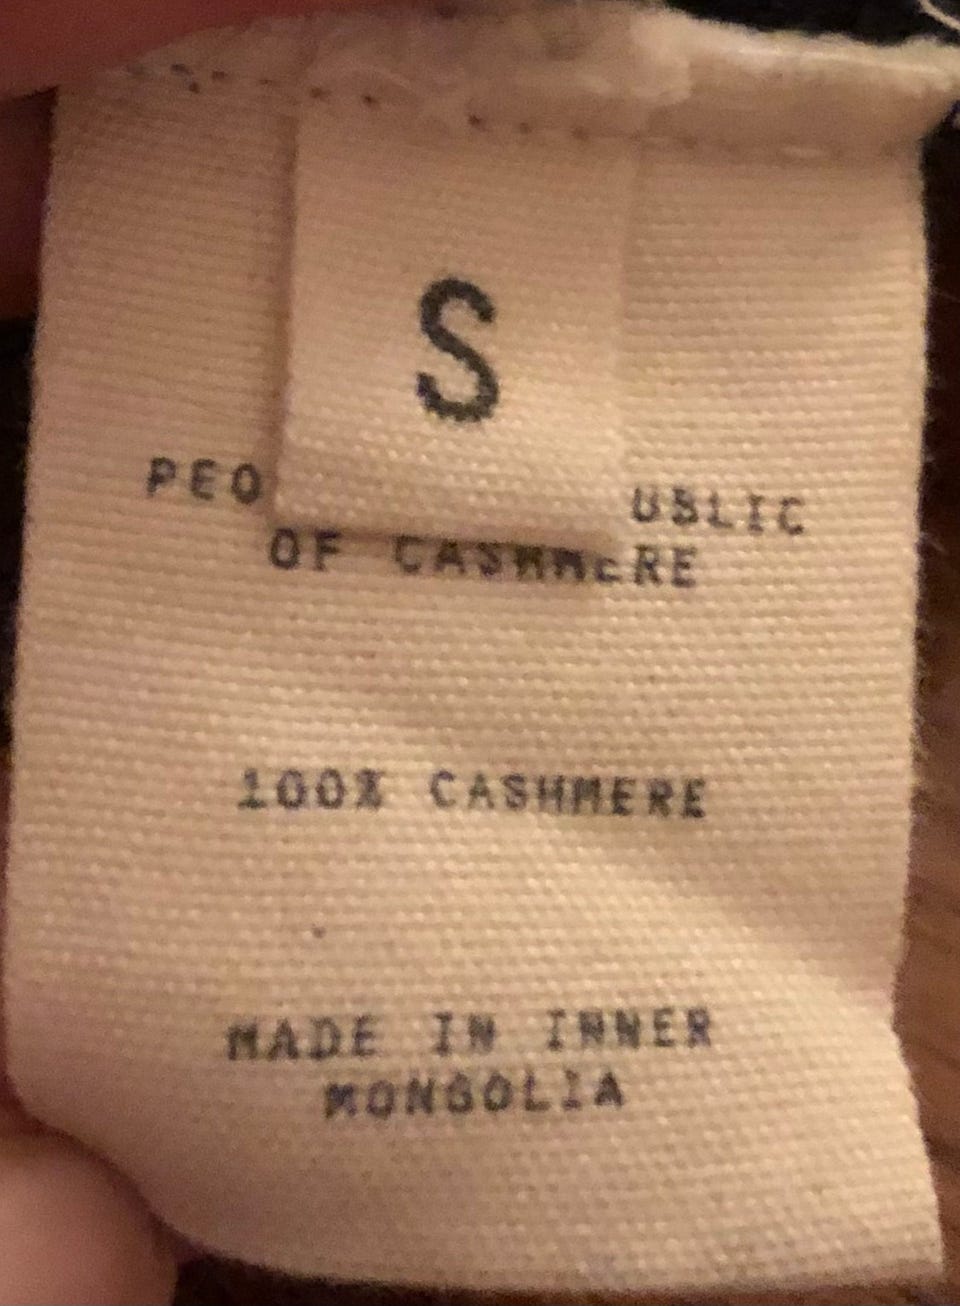 S
PEO UBLIC
OF CASHMERE
100% CASHMERE
MADE IN INNER
MONGOLIA